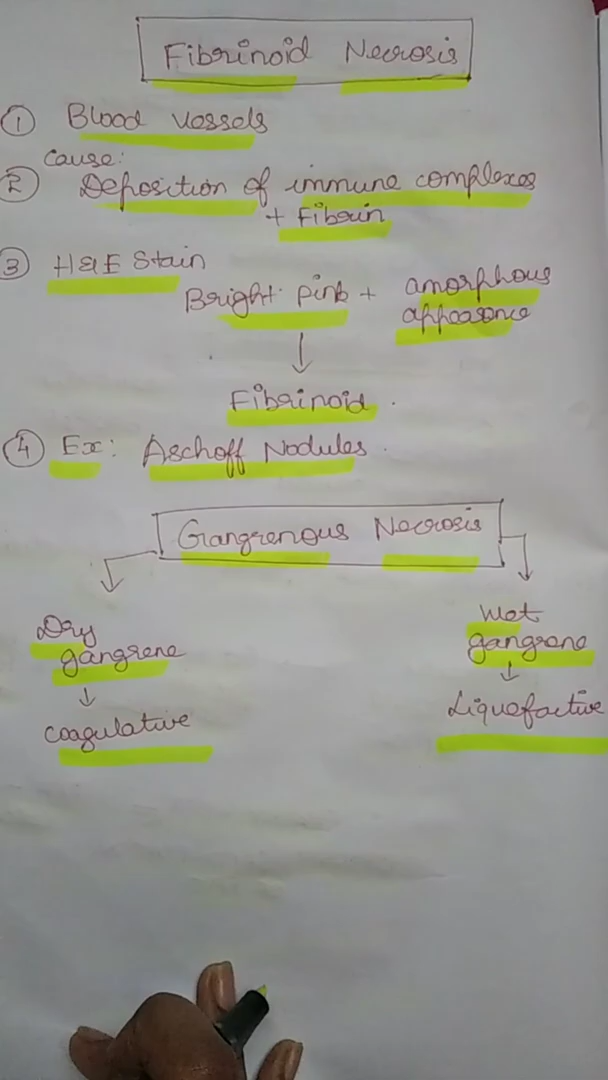 Fibrinoid Necrosis
① Blood vessels
cause:
② Deposition of immune complexes
+ Fibrin
③ H&E Stain
Bright pink + amorphous
appearance
↓
Fibrinoid.
④ Ex: Aschoff Nodules.
Gangrenous Necrosis
Dry
gangrene
↓
coagulative
Wet
gangrene
↓
Liquefactive